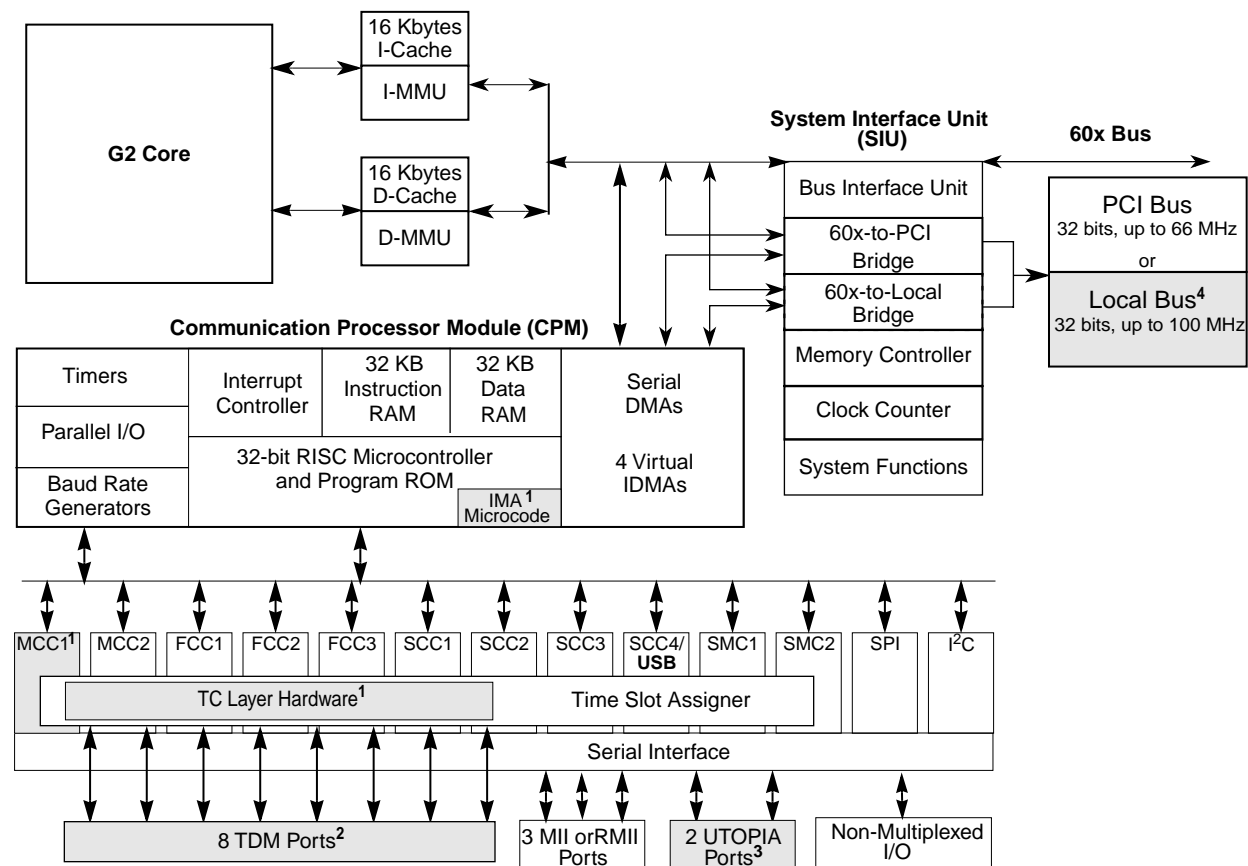 G2 Core
16 Kbytes
I-Cache
I-MMU
16 Kbytes
D-Cache
D-MMU
System Interface Unit
(SIU)
60x Bus
Bus Interface Unit
60x-to-PCI
Bridge
60x-to-Local
Bridge
Memory Controller
Clock Counter
System Functions
PCI Bus
32 bits, up to 66 MHz
or
Local Bus4
32 bits, up to 100 MHz
Communication Processor Module (CPM)
Timers
Parallel I/O
Baud Rate
Generators
Interrupt
Controller
32 KB
Instruction
RAM
32 KB
Data
RAM
32-bit RISC Microcontroller
and Program ROM
IMA1
Microcode
Serial
DMAs
4 Virtual
IDMAs
MCC11
MCC2
FCC1
FCC2
FCC3
SCC1
SCC2
SCC3
SCC4/
USB
SMC1
SMC2
SPI
I2C
TC Layer Hardware1
Time Slot Assigner
Serial Interface
8 TDM Ports2
3 MII orRMII
Ports
2 UTOPIA
Ports3
Non-Multiplexed
I/O